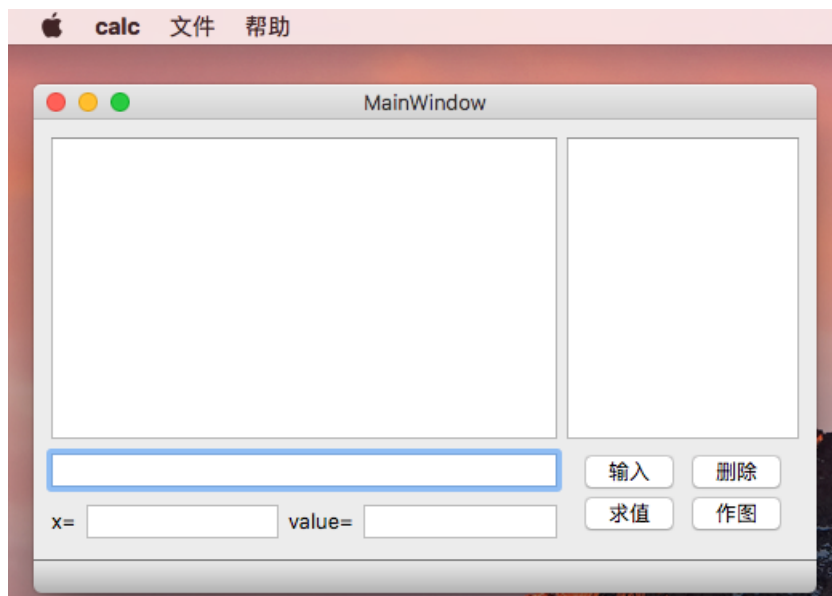 calc 文件 帮助
MainWindow
输入 删除
x= value= 求值 作图